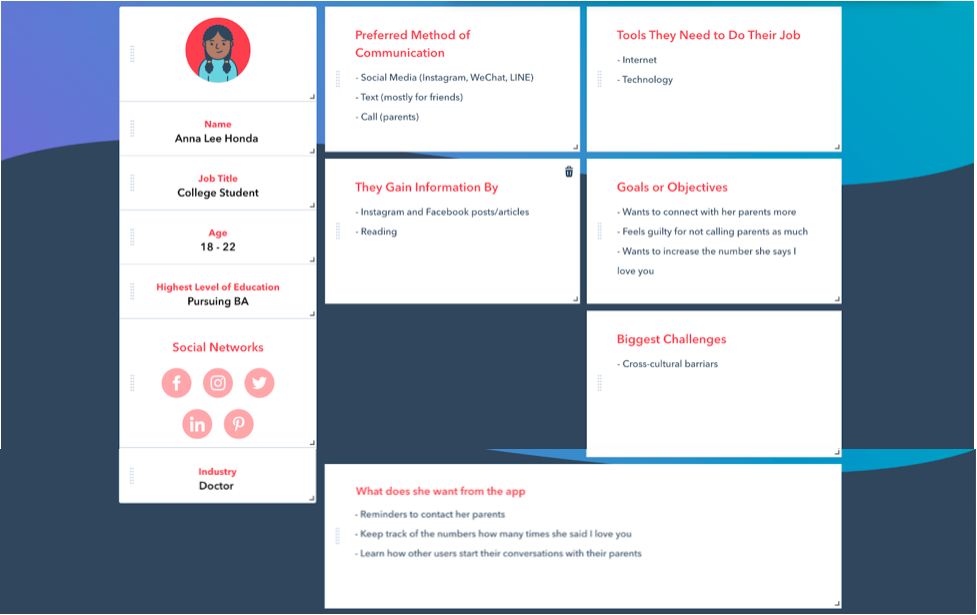 Name
Anna Lee Honda
Job Title
College Student
Age
18 - 22
Highest Level of Education
Pursuing BA
Social Networks
in
Industry
Doctor
Preferred Method of
Communication
- Social Media (Instagram, WeChat, LINE)
- Text (mostly for friends)
- Call (parents)
Tools They Need to Do Their Job
- Internet
- Technology
They Gain Information By
- Instagram and Facebook posts/articles
- Reading
Goals or Objectives
- Wants to connect with her parents more
- Feels guilty for not calling parents as much
- Wants to increase the number she says I
love you
Biggest Challenges
- Cross-cultural barriars
What does she want from the app
- Reminders to contact her parents
- Keep track of the numbers how many times she said I love you
- Learn how other users start their conversations with their parents